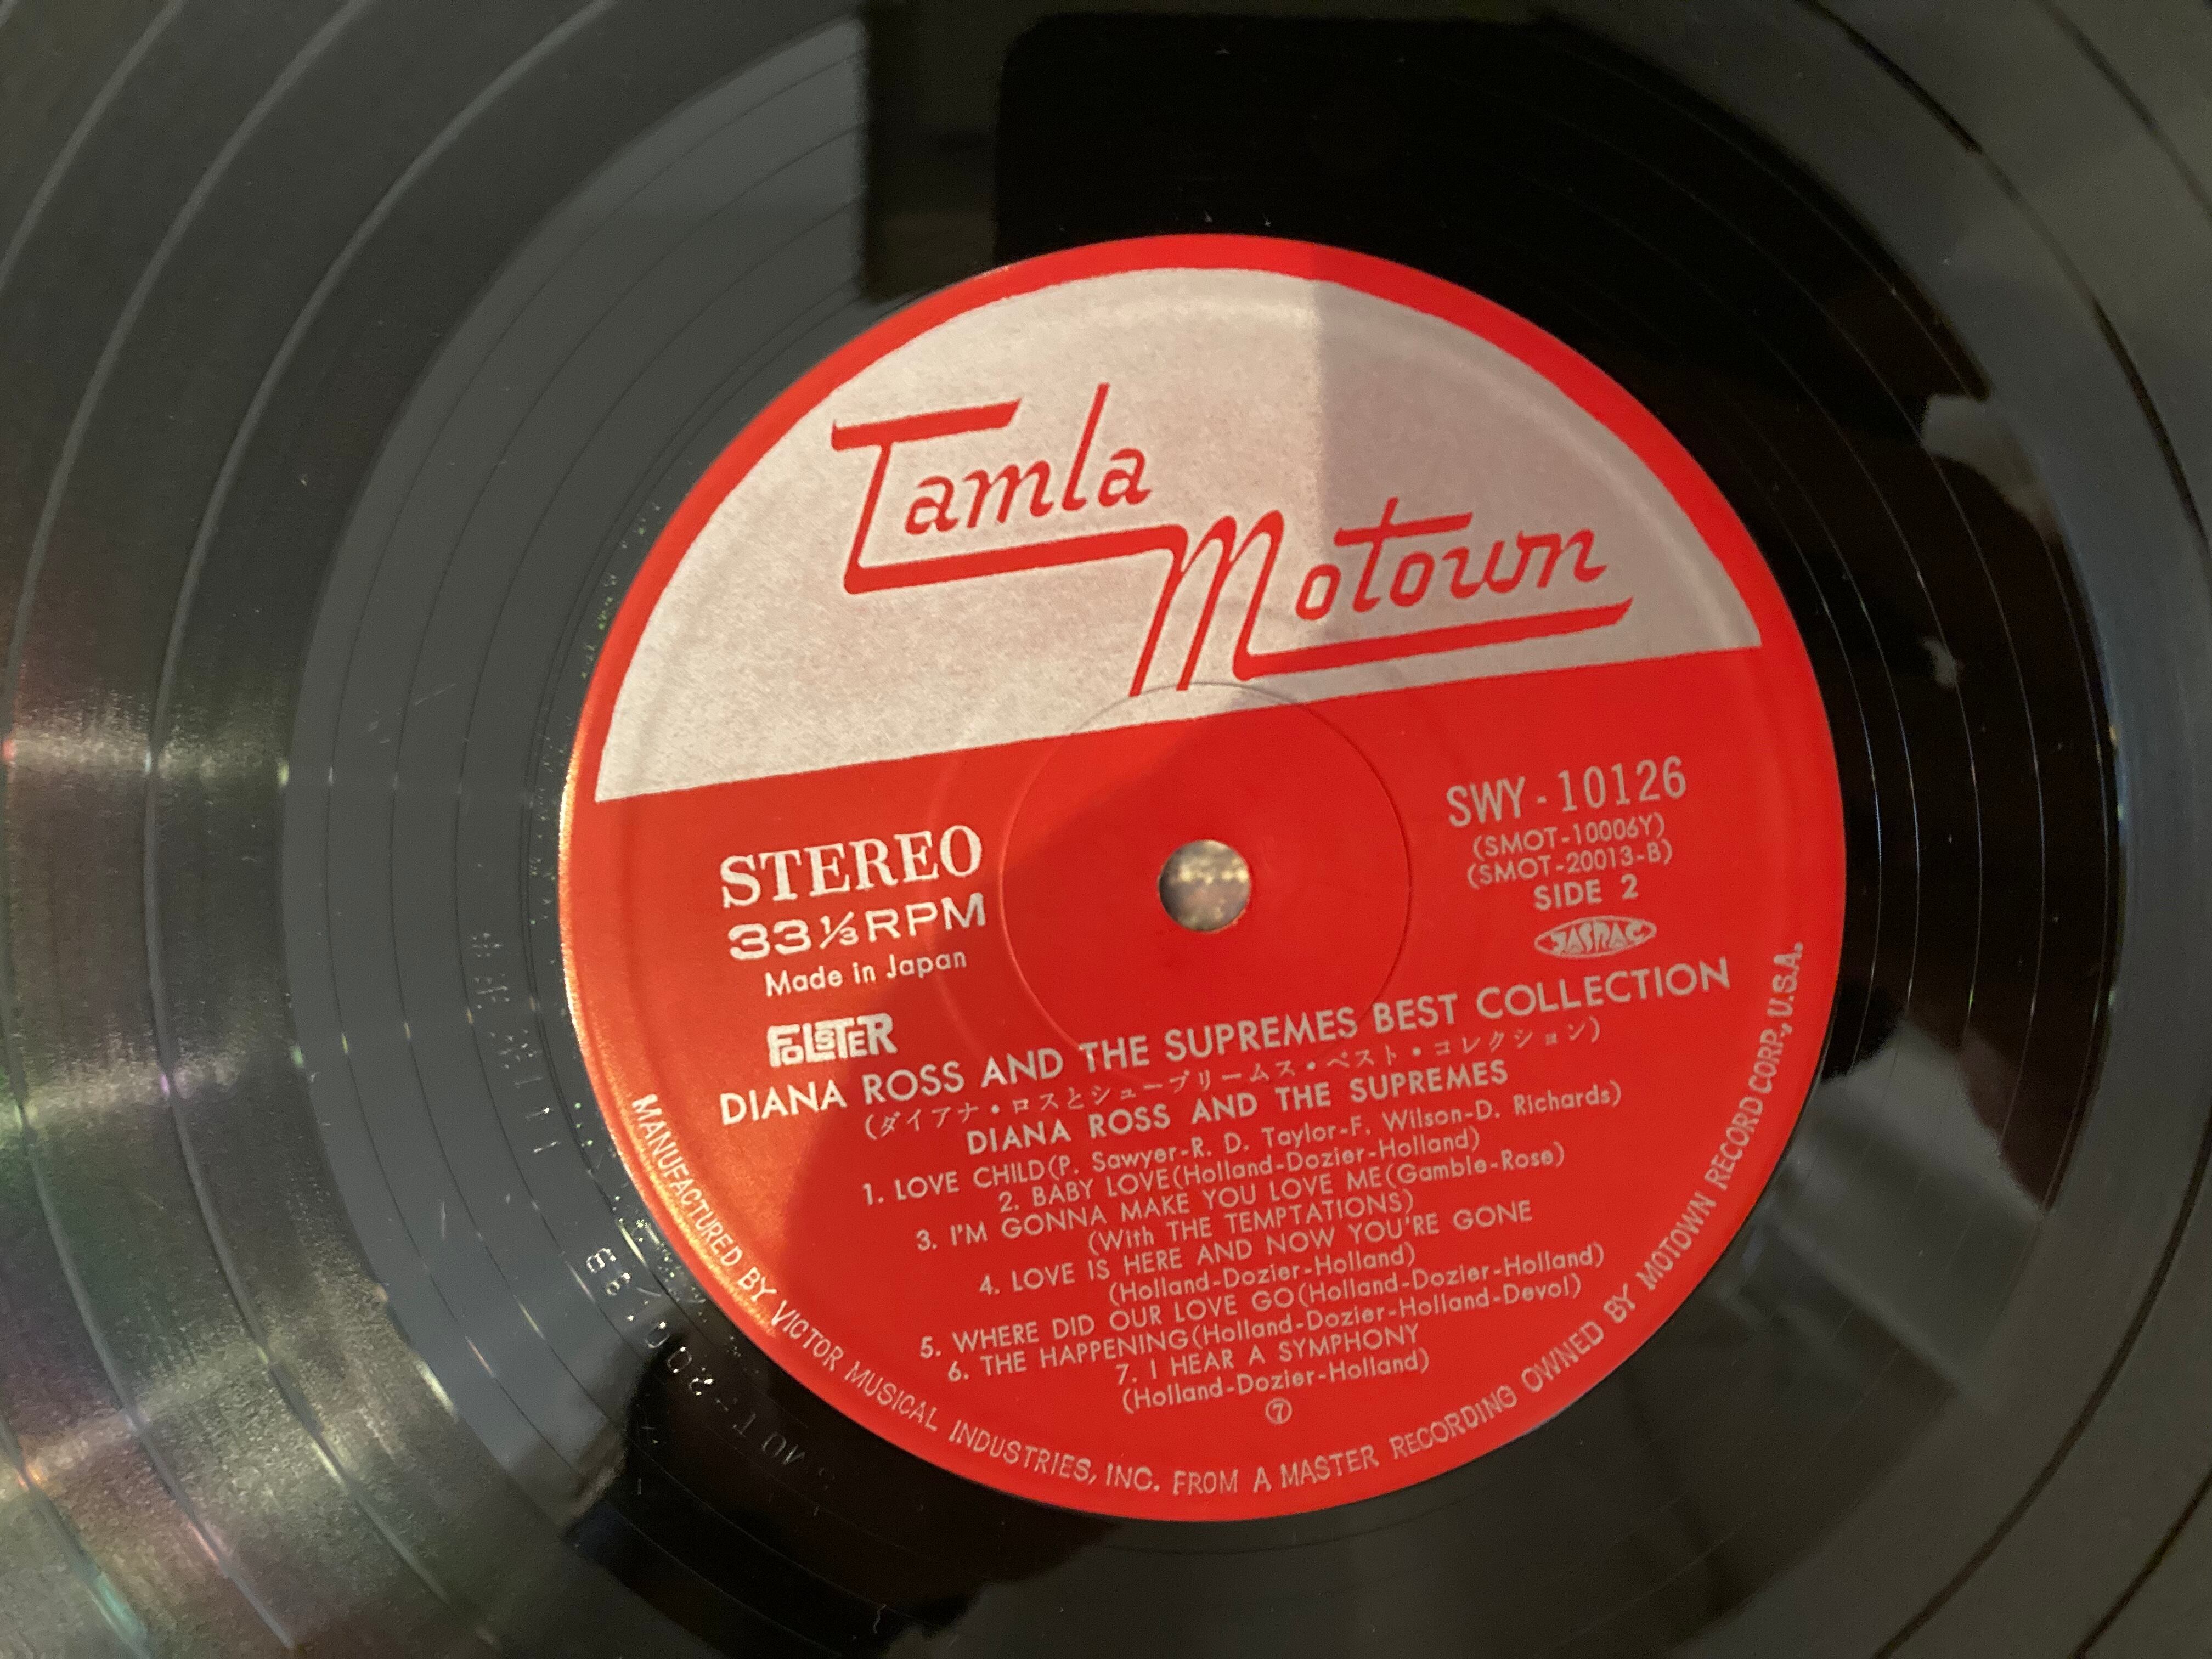 Tamla
Motown
STEREO
33⅓RPM
Made in Japan
FOLSTER
SWY-10126
(SMOT-10006Y)
(SMOT-20013-B)
SIDE 2
JASRAC
DIANA ROSS AND THE SUPREMES BEST COLLECTION
(ダイアナ・ロスとシュープリームス・ベスト・コレクション)
DIANA ROSS AND THE SUPREMES
1. LOVE CHILD(P. Sawyer-R. D. Taylor-F. Wilson-D. Richards)
2. BABY LOVE(Holland-Dozier-Holland)
3. I'M GONNA MAKE YOU LOVE ME(Gamble-Rose)
(With THE TEMPTATIONS)
4. LOVE IS HERE AND NOW YOU'RE GONE
(Holland-Dozier-Holland)
5. WHERE DID OUR LOVE GO(Holland-Dozier-Holland)
6. THE HAPPENING(Holland-Dozier-Holland-Devol)
7. I HEAR A SYMPHONY
(Holland-Dozier-Holland)
⑦
MANUFACTURED BY VICTOR MUSICAL INDUSTRIES, INC. FROM A MASTER RECORDING OWNED BY MOTOWN RECORD CORP., U.S.A.